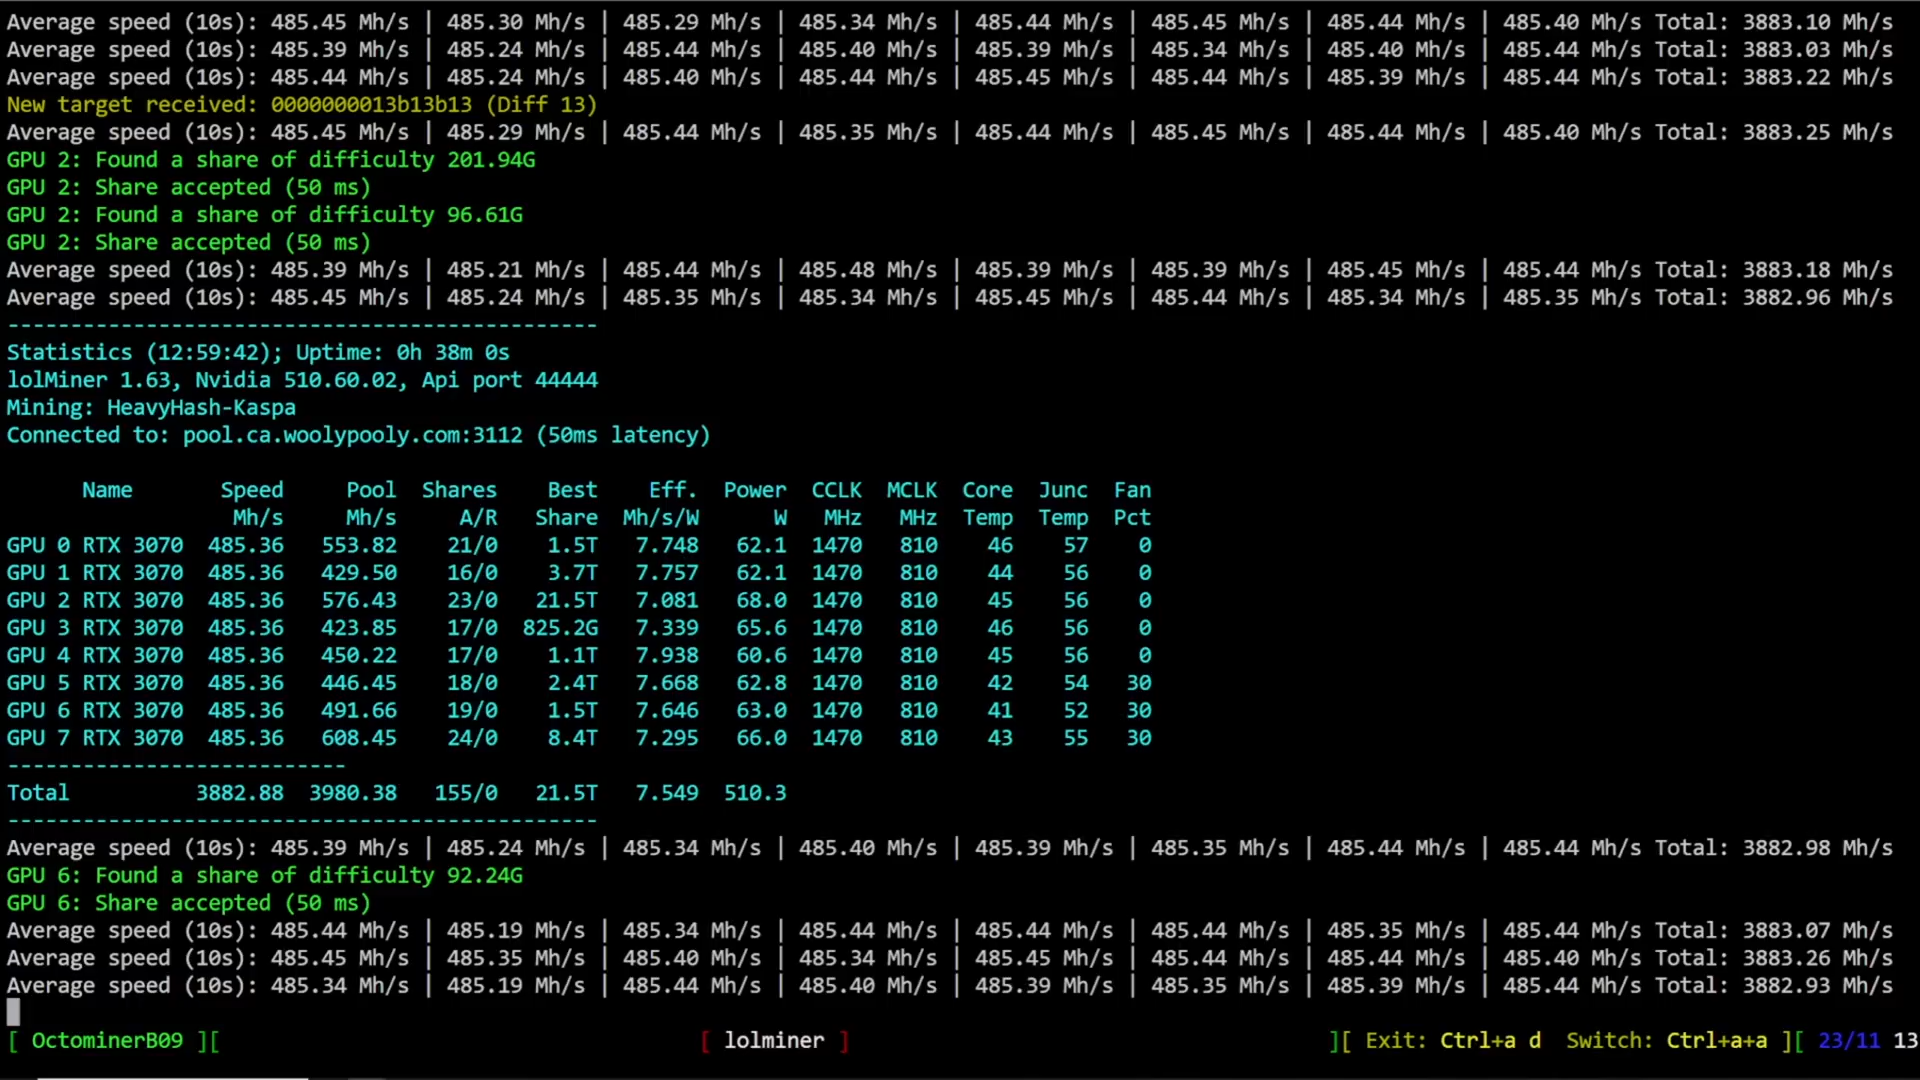 Average speed (10s): 485.45 Mh/s | 485.30 Mh/s | 485.29 Mh/s | 485.34 Mh/s | 485.44 Mh/s | 485.45 Mh/s | 485.44 Mh/s | 485.40 Mh/s Total: 3883.10 Mh/s
Average speed (10s): 485.39 Mh/s | 485.24 Mh/s | 485.44 Mh/s | 485.40 Mh/s | 485.39 Mh/s | 485.34 Mh/s | 485.40 Mh/s | 485.44 Mh/s Total: 3883.03 Mh/s
Average speed (10s): 485.44 Mh/s | 485.24 Mh/s | 485.40 Mh/s | 485.44 Mh/s | 485.45 Mh/s | 485.44 Mh/s | 485.39 Mh/s | 485.44 Mh/s Total: 3883.22 Mh/s
New target received: 0000000013b13b13 (Diff 13)
Average speed (10s): 485.45 Mh/s | 485.29 Mh/s | 485.44 Mh/s | 485.35 Mh/s | 485.44 Mh/s | 485.45 Mh/s | 485.44 Mh/s | 485.40 Mh/s Total: 3883.25 Mh/s
GPU 2: Found a share of difficulty 201.94G
GPU 2: Share accepted (50 ms)
GPU 2: Found a share of difficulty 96.61G
GPU 2: Share accepted (50 ms)
Average speed (10s): 485.39 Mh/s | 485.21 Mh/s | 485.44 Mh/s | 485.48 Mh/s | 485.39 Mh/s | 485.39 Mh/s | 485.45 Mh/s | 485.44 Mh/s Total: 3883.18 Mh/s
Average speed (10s): 485.45 Mh/s | 485.24 Mh/s | 485.35 Mh/s | 485.34 Mh/s | 485.45 Mh/s | 485.44 Mh/s | 485.34 Mh/s | 485.35 Mh/s Total: 3882.96 Mh/s
-----------------------------------------------
Statistics (12:59:42); Uptime: 0h 38m 0s
lolMiner 1.63, Nvidia 510.60.02, Api port 44444
Mining: HeavyHash-Kaspa
Connected to: pool.ca.woolypooly.com:3112 (50ms latency)
Name Speed Pool Shares Best Eff. Power CCLK MCLK Core Junc Fan
Mh/s Mh/s A/R Share Mh/s/W W MHz MHz Temp Temp Pct
GPU 0 RTX 3070 485.36 553.82 21/0 1.5T 7.748 62.1 1470 810 46 57 0
GPU 1 RTX 3070 485.36 429.50 16/0 3.7T 7.757 62.1 1470 810 44 56 0
GPU 2 RTX 3070 485.36 576.43 23/0 21.5T 7.081 68.0 1470 810 45 56 0
GPU 3 RTX 3070 485.36 423.85 17/0 825.2G 7.339 65.6 1470 810 46 56 0
GPU 4 RTX 3070 485.36 450.22 17/0 1.1T 7.938 60.6 1470 810 45 56 0
GPU 5 RTX 3070 485.36 446.45 18/0 2.4T 7.668 62.8 1470 810 42 54 30
GPU 6 RTX 3070 485.36 491.66 19/0 1.5T 7.646 63.0 1470 810 41 52 30
GPU 7 RTX 3070 485.36 608.45 24/0 8.4T 7.295 66.0 1470 810 43 55 30
---------------------------
Total 3882.88 3980.38 155/0 21.5T 7.549 510.3
-----------------------------------------------
Average speed (10s): 485.39 Mh/s | 485.24 Mh/s | 485.34 Mh/s | 485.40 Mh/s | 485.39 Mh/s | 485.35 Mh/s | 485.44 Mh/s | 485.44 Mh/s Total: 3882.98 Mh/s
GPU 6: Found a share of difficulty 92.24G
GPU 6: Share accepted (50 ms)
Average speed (10s): 485.44 Mh/s | 485.19 Mh/s | 485.34 Mh/s | 485.44 Mh/s | 485.44 Mh/s | 485.44 Mh/s | 485.35 Mh/s | 485.44 Mh/s Total: 3883.07 Mh/s
Average speed (10s): 485.45 Mh/s | 485.35 Mh/s | 485.40 Mh/s | 485.34 Mh/s | 485.45 Mh/s | 485.44 Mh/s | 485.44 Mh/s | 485.40 Mh/s Total: 3883.26 Mh/s
Average speed (10s): 485.34 Mh/s | 485.19 Mh/s | 485.44 Mh/s | 485.40 Mh/s | 485.39 Mh/s | 485.35 Mh/s | 485.39 Mh/s | 485.44 Mh/s Total: 3882.93 Mh/s
[ OctominerB09 ][ [ lolminer ] ][ Exit: Ctrl+a d Switch: Ctrl+a+a ][ 23/11 13